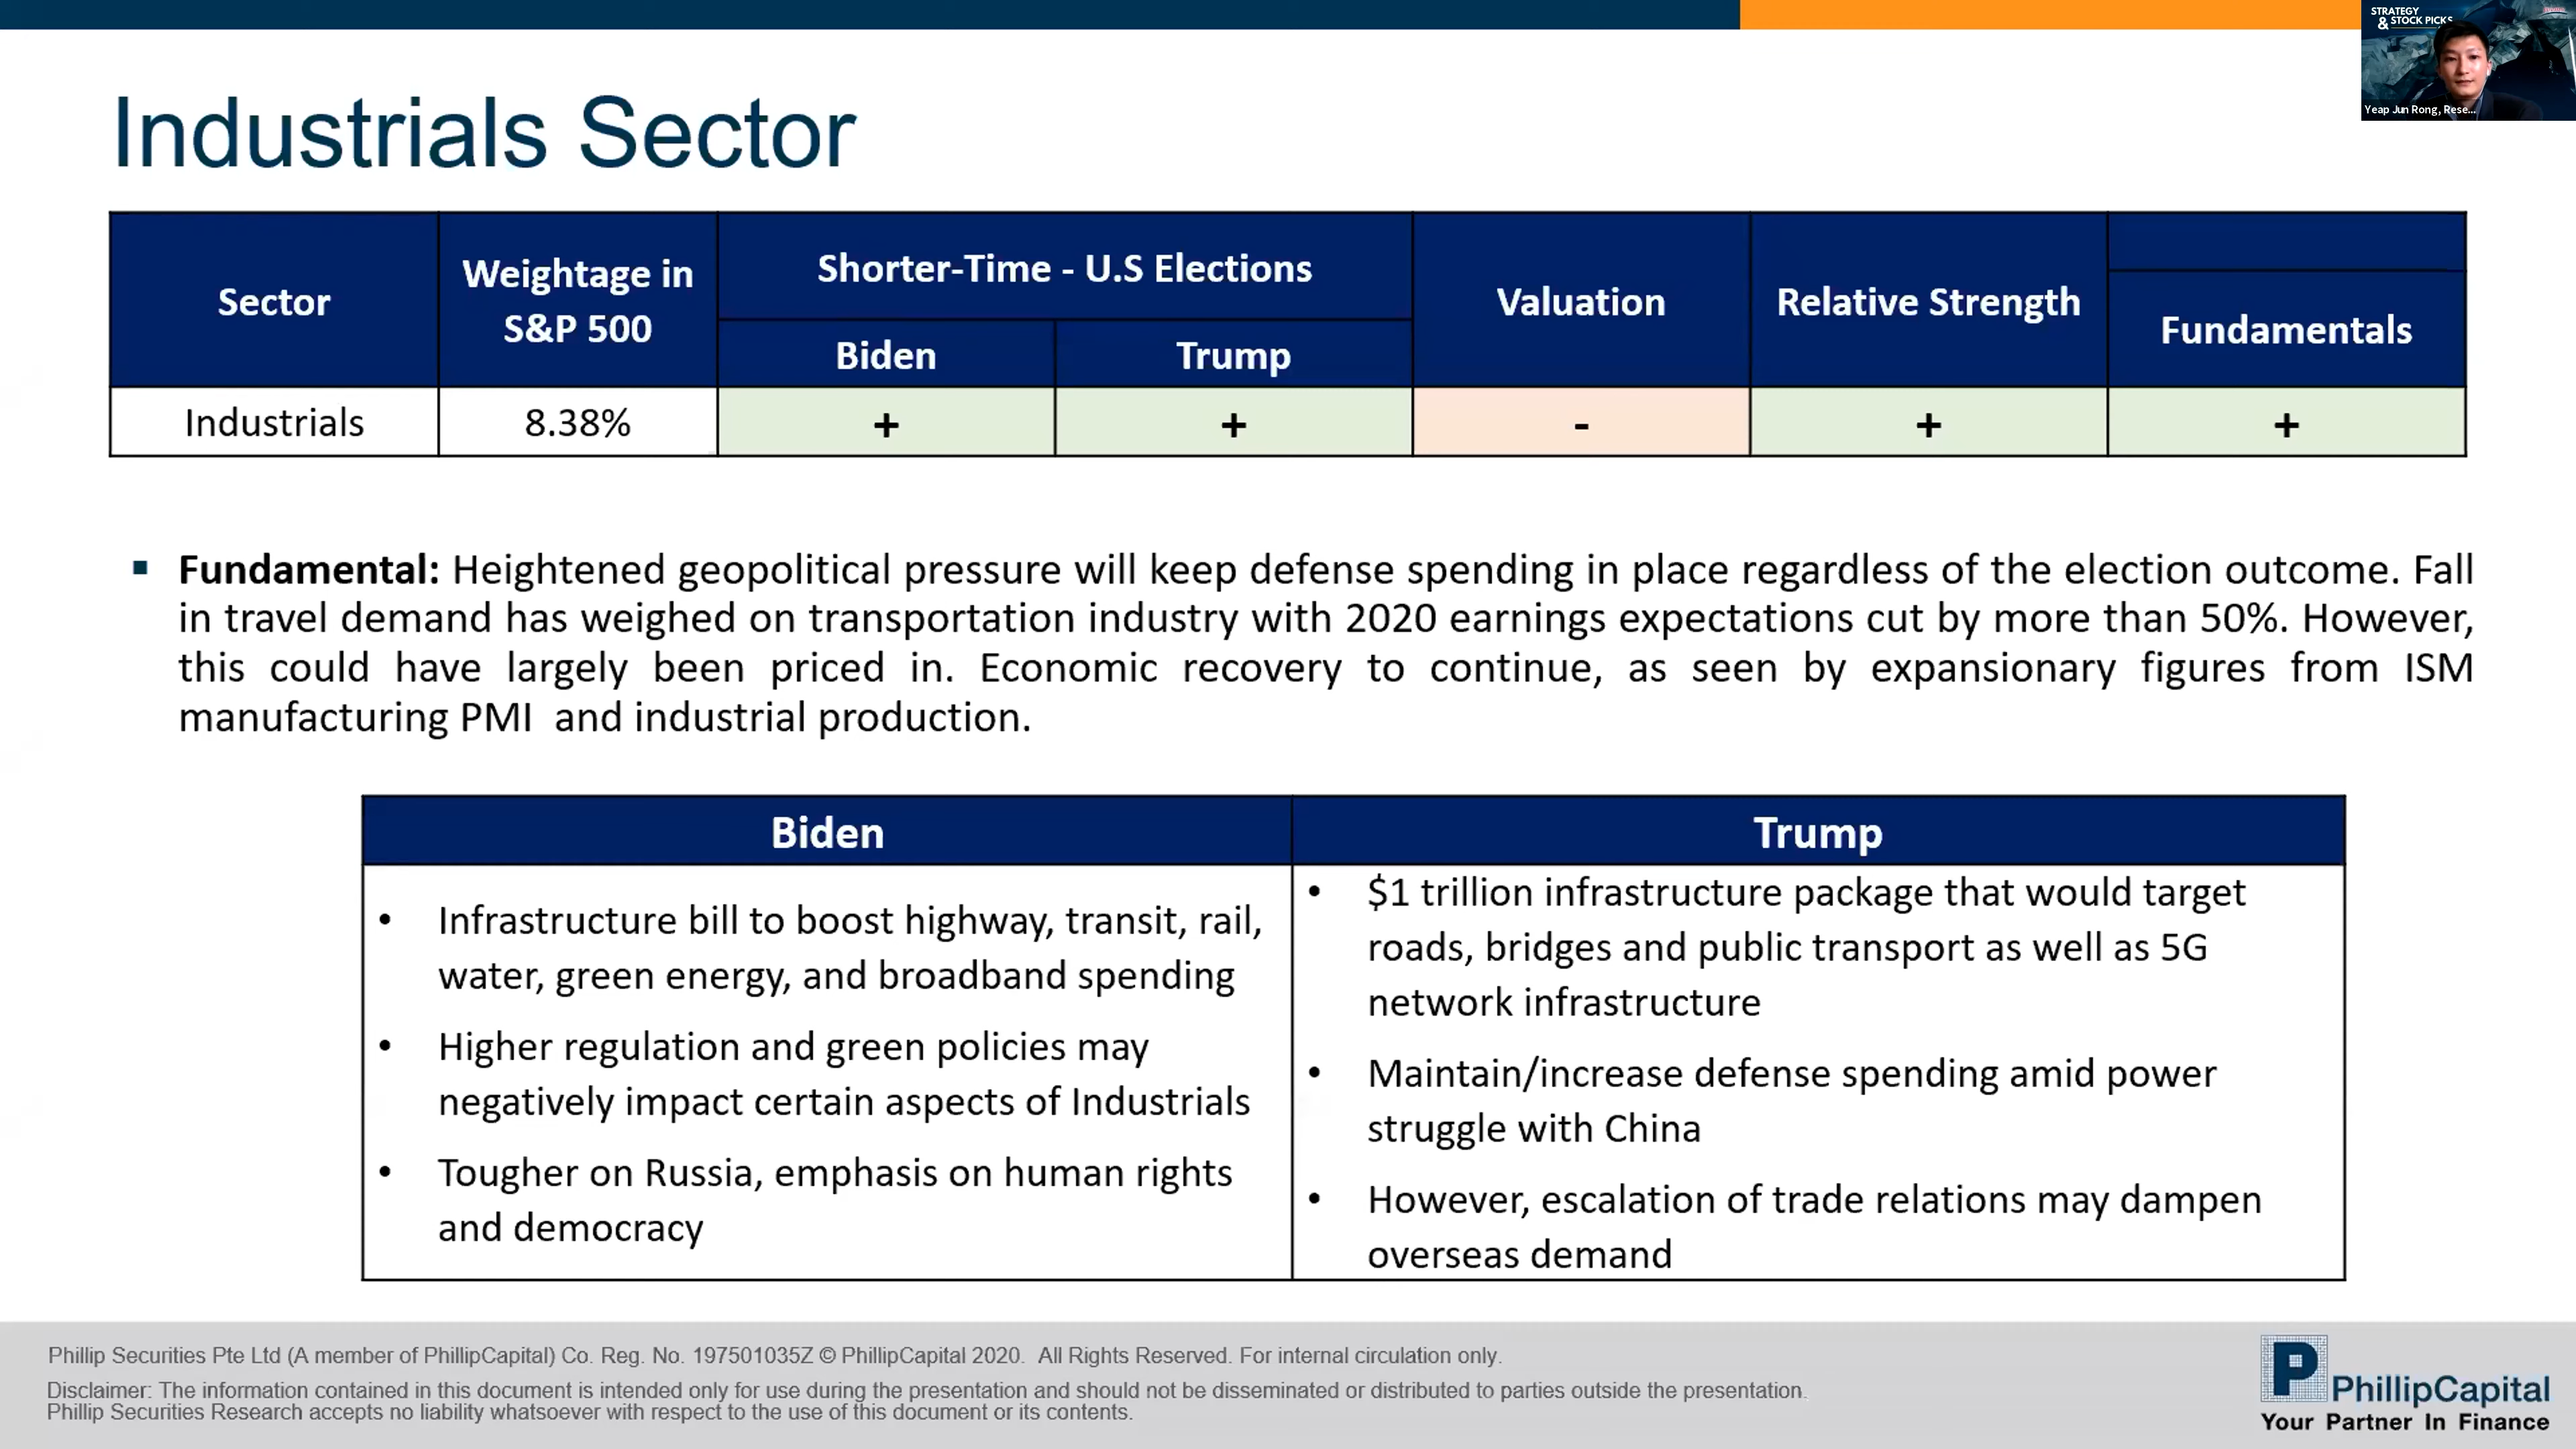 STRATEGY
& STOCK PICKS
Yeap Jun Rong, Rese...
Industrials Sector
Sector
Weightage in
S&P 500
Shorter-Time - U.S Elections
Biden
Trump
Valuation
Relative Strength
Fundamentals
Industrials
8.38%
+
+
-
+
+
▪ Fundamental: Heightened geopolitical pressure will keep defense spending in place regardless of the election outcome. Fall
in travel demand has weighed on transportation industry with 2020 earnings expectations cut by more than 50%. However,
this could have largely been priced in. Economic recovery to continue, as seen by expansionary figures from ISM
manufacturing PMI and industrial production.
Biden
• Infrastructure bill to boost highway, transit, rail,
water, green energy, and broadband spending
• Higher regulation and green policies may
negatively impact certain aspects of Industrials
• Tougher on Russia, emphasis on human rights
and democracy
Trump
• $1 trillion infrastructure package that would target
roads, bridges and public transport as well as 5G
network infrastructure
• Maintain/increase defense spending amid power
struggle with China
• However, escalation of trade relations may dampen
overseas demand
Phillip Securities Pte Ltd (A member of PhillipCapital) Co. Reg. No. 197501035Z © PhillipCapital 2020. All Rights Reserved. For internal circulation only.
Disclaimer: The information contained in this document is intended only for use during the presentation and should not be disseminated or distributed to parties outside the presentation.
Phillip Securities Research accepts no liability whatsoever with respect to the use of this document or its contents.
P PhillipCapital
Your Partner In Finance